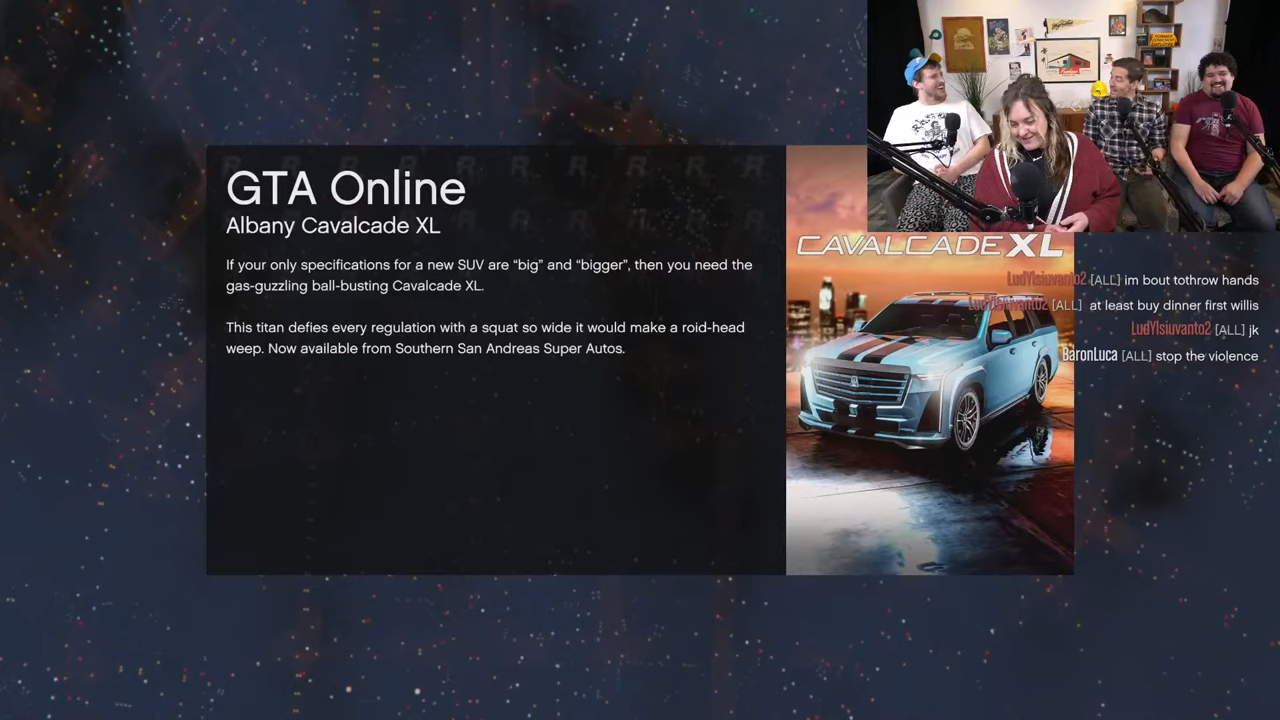 GTA Online
Albany Cavalcade XL
If your only specifications for a new SUV are “big” and “bigger”, then you need the
gas-guzzling ball-busting Cavalcade XL.
This titan defies every regulation with a squat so wide it would make a roid-head
weep. Now available from Southern San Andreas Super Autos.
CAVALCADE XL
LudYIsiuvanto2 [ALL] im bout tothrow hands
LudYIsiuvanto2 [ALL] at least buy dinner first willis
LudYIsiuvanto2 [ALL] jk
BaronLuca [ALL] stop the violence